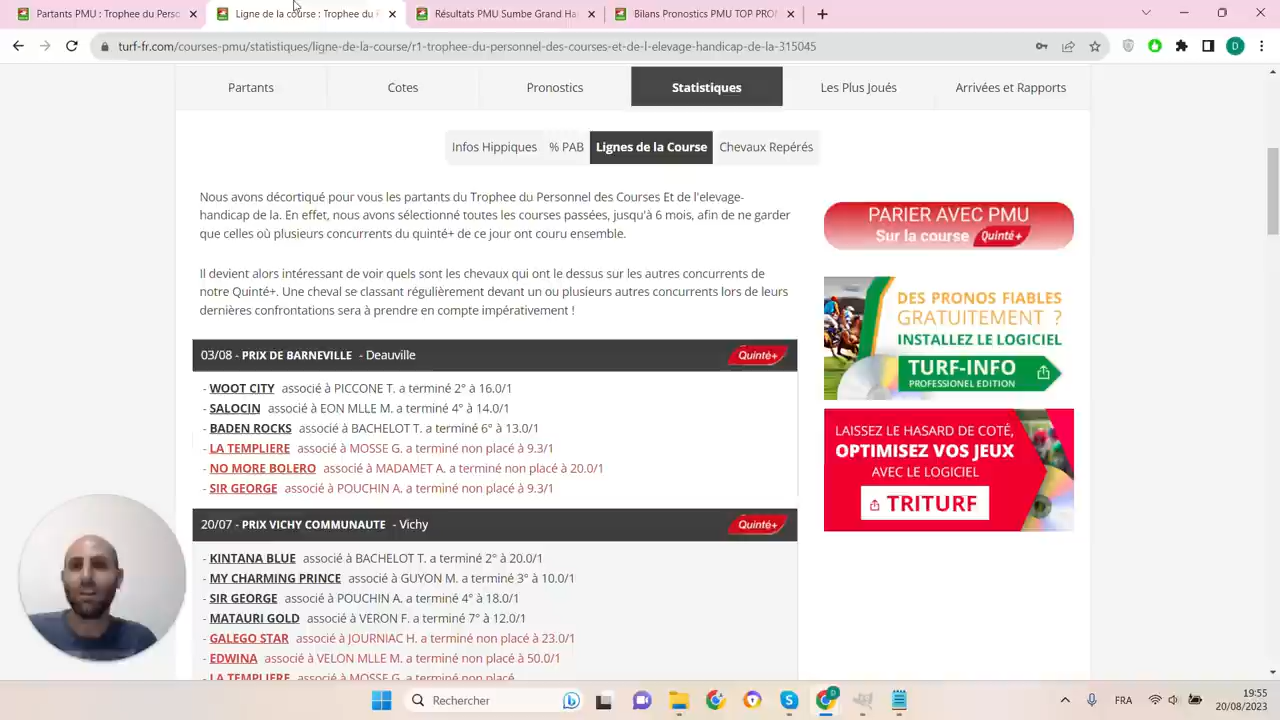 Pronostics PMU : TOP PRONO
Ligne de la course : Trophée du P
Résultats PMU Quinté Grand Ha
Bilans Pronostics PMU TOP PRO
turf-fr.com/courses-pmu/statistiques/ligne-de-la-course/r1-trophee-du-personnel-des-courses-et-de-l-elevage-handicap-de-la-315045
D
Partants
Cotes
Pronostics
Statistiques
Les Plus Joués
Arrivées et Rapports
Infos Hippiques
% PAB
Lignes de la Course
Chevaux Repérés
Nous avons décortiqué pour vous les partants du Trophee du Personnel des Courses Et de l'elevage-
handicap de la. En effet, nous avons sélectionné toutes les courses passées, jusqu'à 6 mois, afin de ne garder
que celles où plusieurs concurrents du quinté+ de ce jour ont couru ensemble.
Il devient alors intéressant de voir quels sont les chevaux qui ont le dessus sur les autres concurrents de
notre Quinté+. Une cheval se classant régulièrement devant un ou plusieurs autres concurrents lors de leurs
dernières confrontations sera à prendre en compte impérativement !
03/08 - PRIX DE BARNEVILLE - Deauville
Quinté+
- WOOT CITY associé à PICCONE T. a terminé 2° à 16.0/1
- SALOCIN associé à EON MLLE M. a terminé 4° à 14.0/1
- BADEN ROCKS associé à BACHELOT T. a terminé 6° à 13.0/1
- LA TEMPLIERE associé à MOSSE G. a terminé non placé à 9.3/1
- NO MORE BOLERO associé à MADAMET A. a terminé non placé à 20.0/1
- SIR GEORGE associé à POUCHIN A. a terminé non placé à 9.3/1
20/07 - PRIX VICHY COMMUNAUTE - Vichy
Quinté+
- KINTANA BLUE associé à BACHELOT T. a terminé 2° à 20.0/1
- MY CHARMING PRINCE associé à GUYON M. a terminé 3° à 10.0/1
- SIR GEORGE associé à POUCHIN A. a terminé 4° à 18.0/1
- MATAURI GOLD associé à VERON F. a terminé 7° à 12.0/1
- GALEGO STAR associé à JOURNIAC H. a terminé non placé à 23.0/1
- EDWINA associé à VELON MLLE M. a terminé non placé à 50.0/1
- LA TEMPLIERE associé à MOSSE G. a terminé non placé
PARIER AVEC PMU
Sur la course Quinté+
DES PRONOS FIABLES
GRATUITEMENT ?
INSTALLEZ LE LOGICIEL
TURF-INFO
PROFESSIONEL EDITION
LAISSEZ LE HASARD DE COTÉ,
OPTIMISEZ VOS JEUX
AVEC LE LOGICIEL
TRITURF
Rechercher
FRA
19:55
20/08/2023